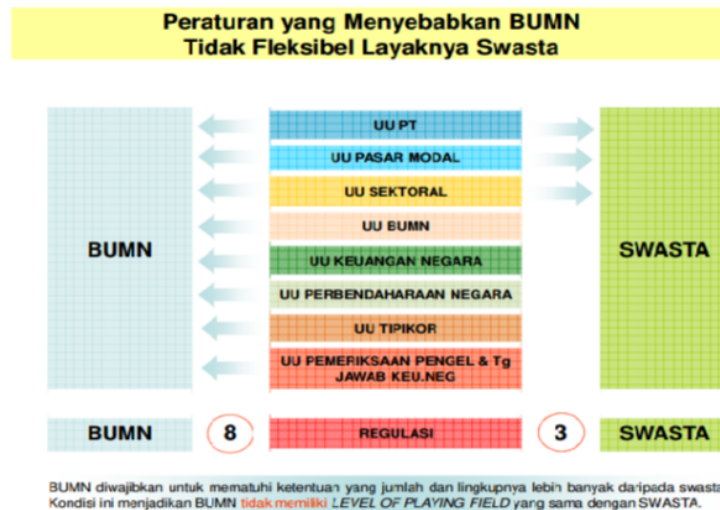 Peraturan yang Menyebabkan BUMN
Tidak Fleksibel Layaknya Swasta
UU PT
UU PASAR MODAL
UU SEKTORAL
UU BUMN
BUMN
SWASTA
UU KEUANGAN NEGARA
UU PERBENDAHARAAN NEGARA
UU TIPIKOR
UU PEMERIKSAAN PENGEL & Tg
JAWAB KEU.NEG
BUMN 8 REGULASI 3 SWASTA
BUMN diwajibkan untuk mematuhi ketentuan yang jumlah dan lingkupnya lebih banyak daripada swasta
Kondisi ini menjadikan BUMN tidak memiliki LEVEL OF PLAYING FIELD yang sama dengan SWASTA.